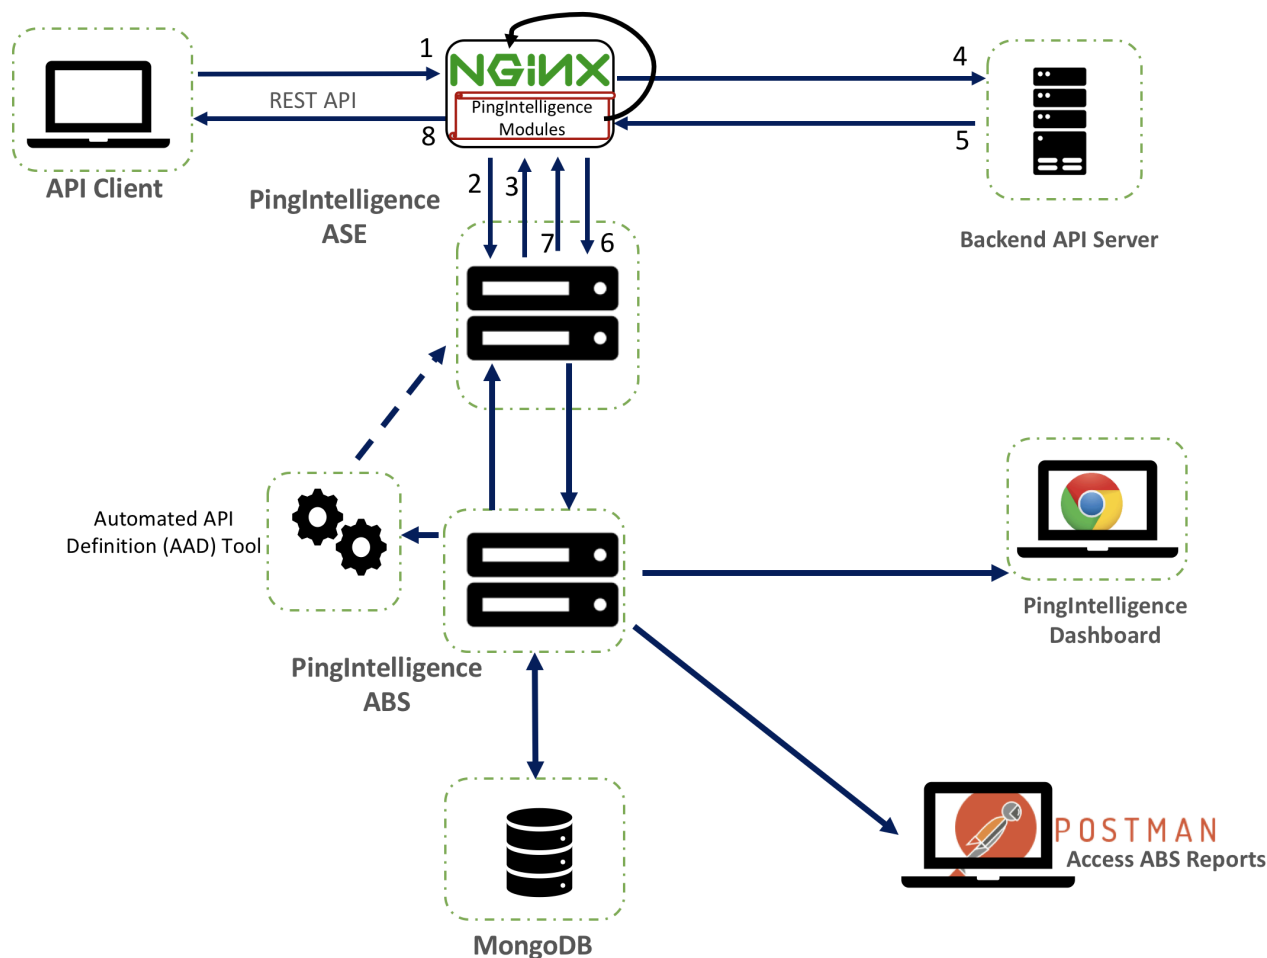 1
NGINX
4
REST API
PingIntelligence
Modules
8
5
API Client
PingIntelligence
ASE
2
3
7
6
Backend API Server
Automated API
Definition (AAD) Tool
PingIntelligence
Dashboard
PingIntelligence
ABS
POSTMAN
Access ABS Reports
MongoDB